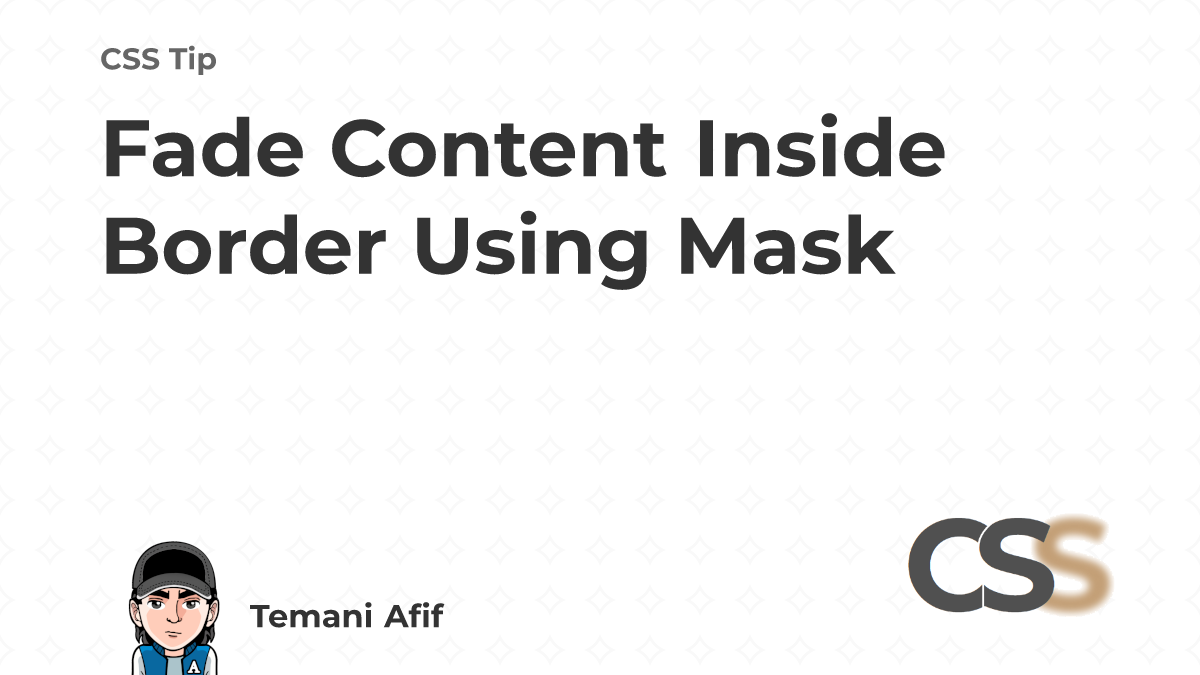 CSS Tip
Fade Content Inside
Border Using Mask
Temani Afif
A
CSS